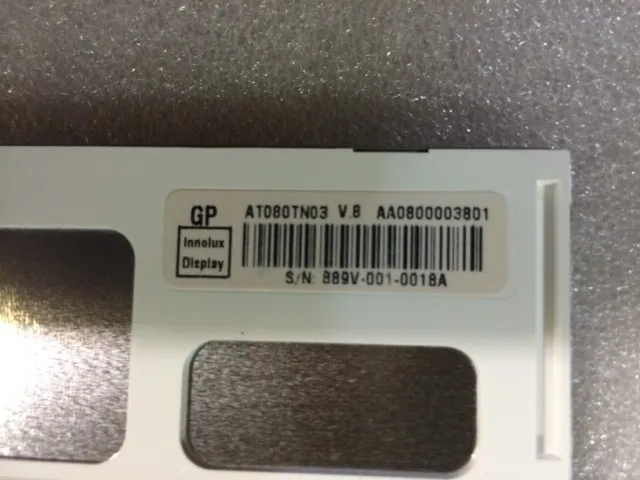 GP AT080TN03 V.8 AA0800003801
Innolux
Display
S/N: 889V-001-0018A